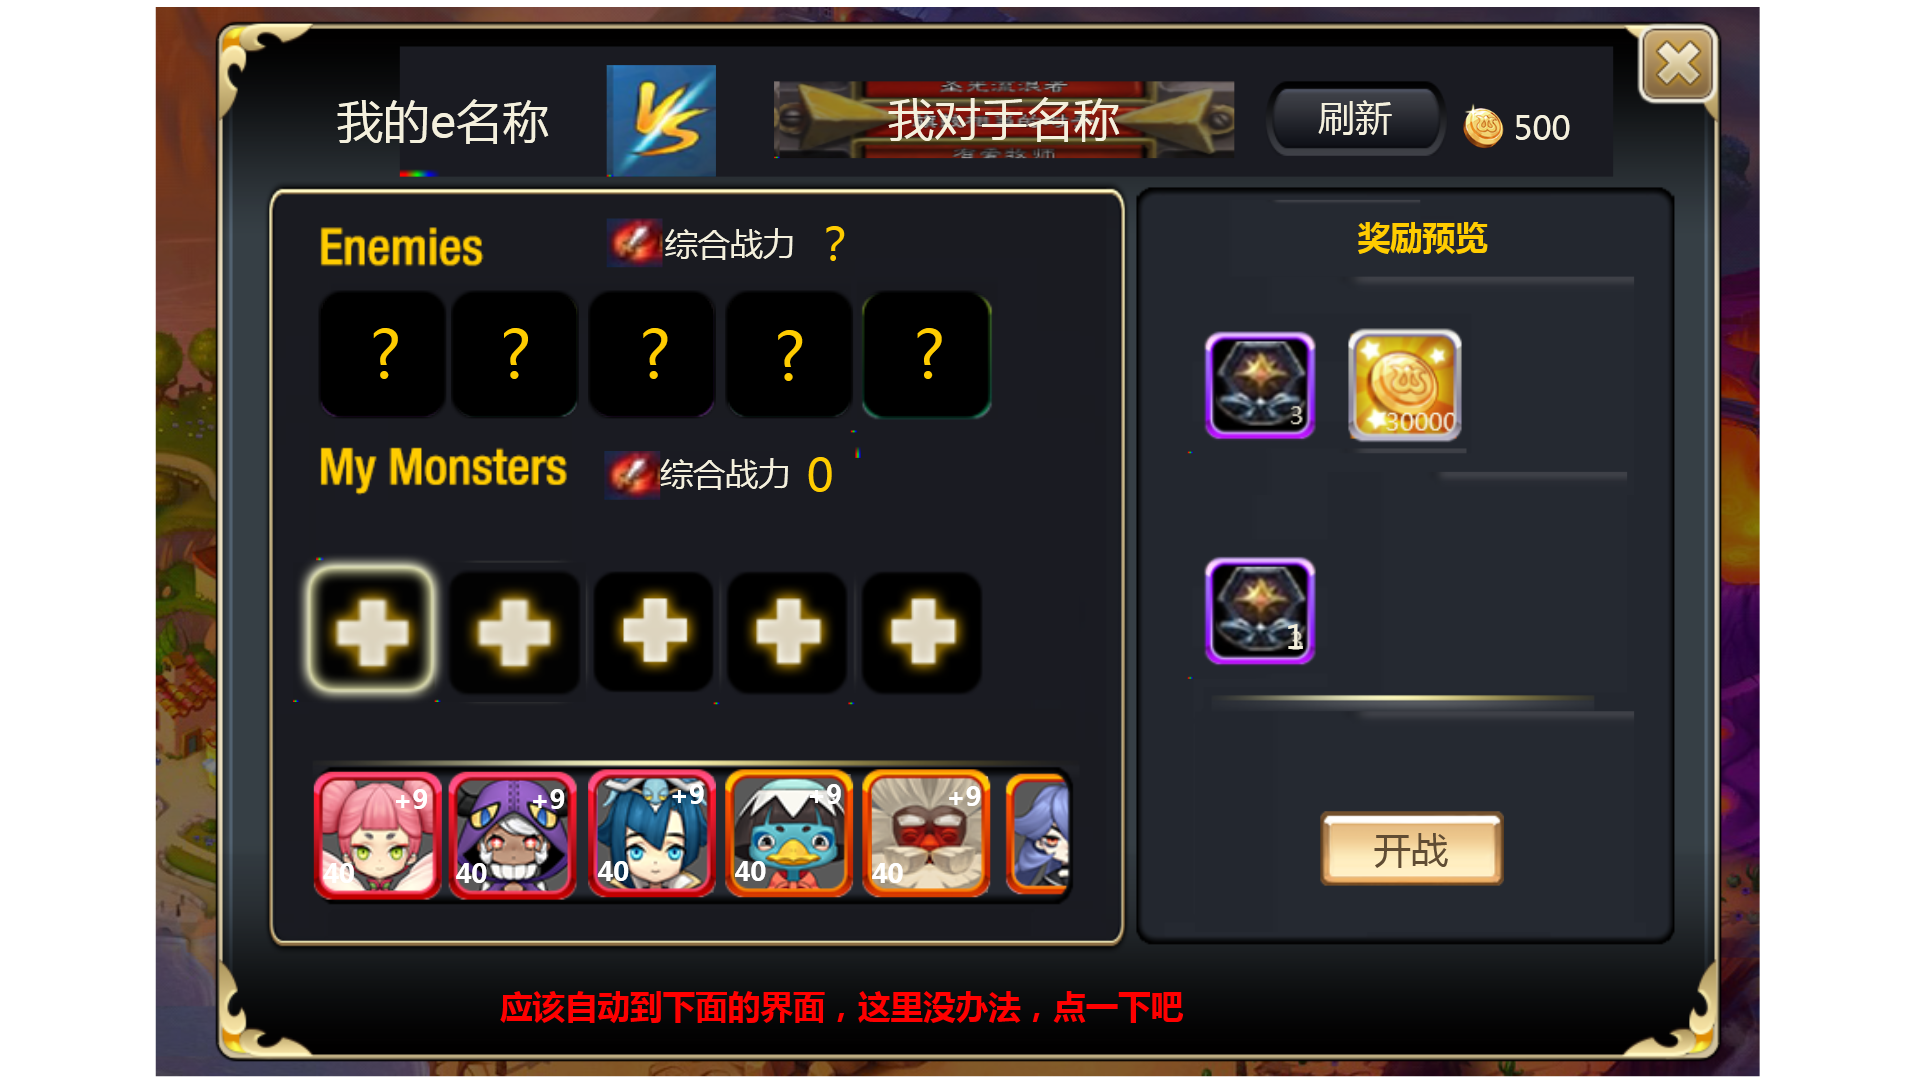 我的e名称
VS
我对手名称
刷新
500
Enemies
综合战力 ?
? ? ? ? ?
My Monsters
综合战力 0
+9 +9 +9 +9 +9
40 40 40 40 40
奖励预览
3
30000
1
开战
应该自动到下面的界面，这里没办法，点一下吧